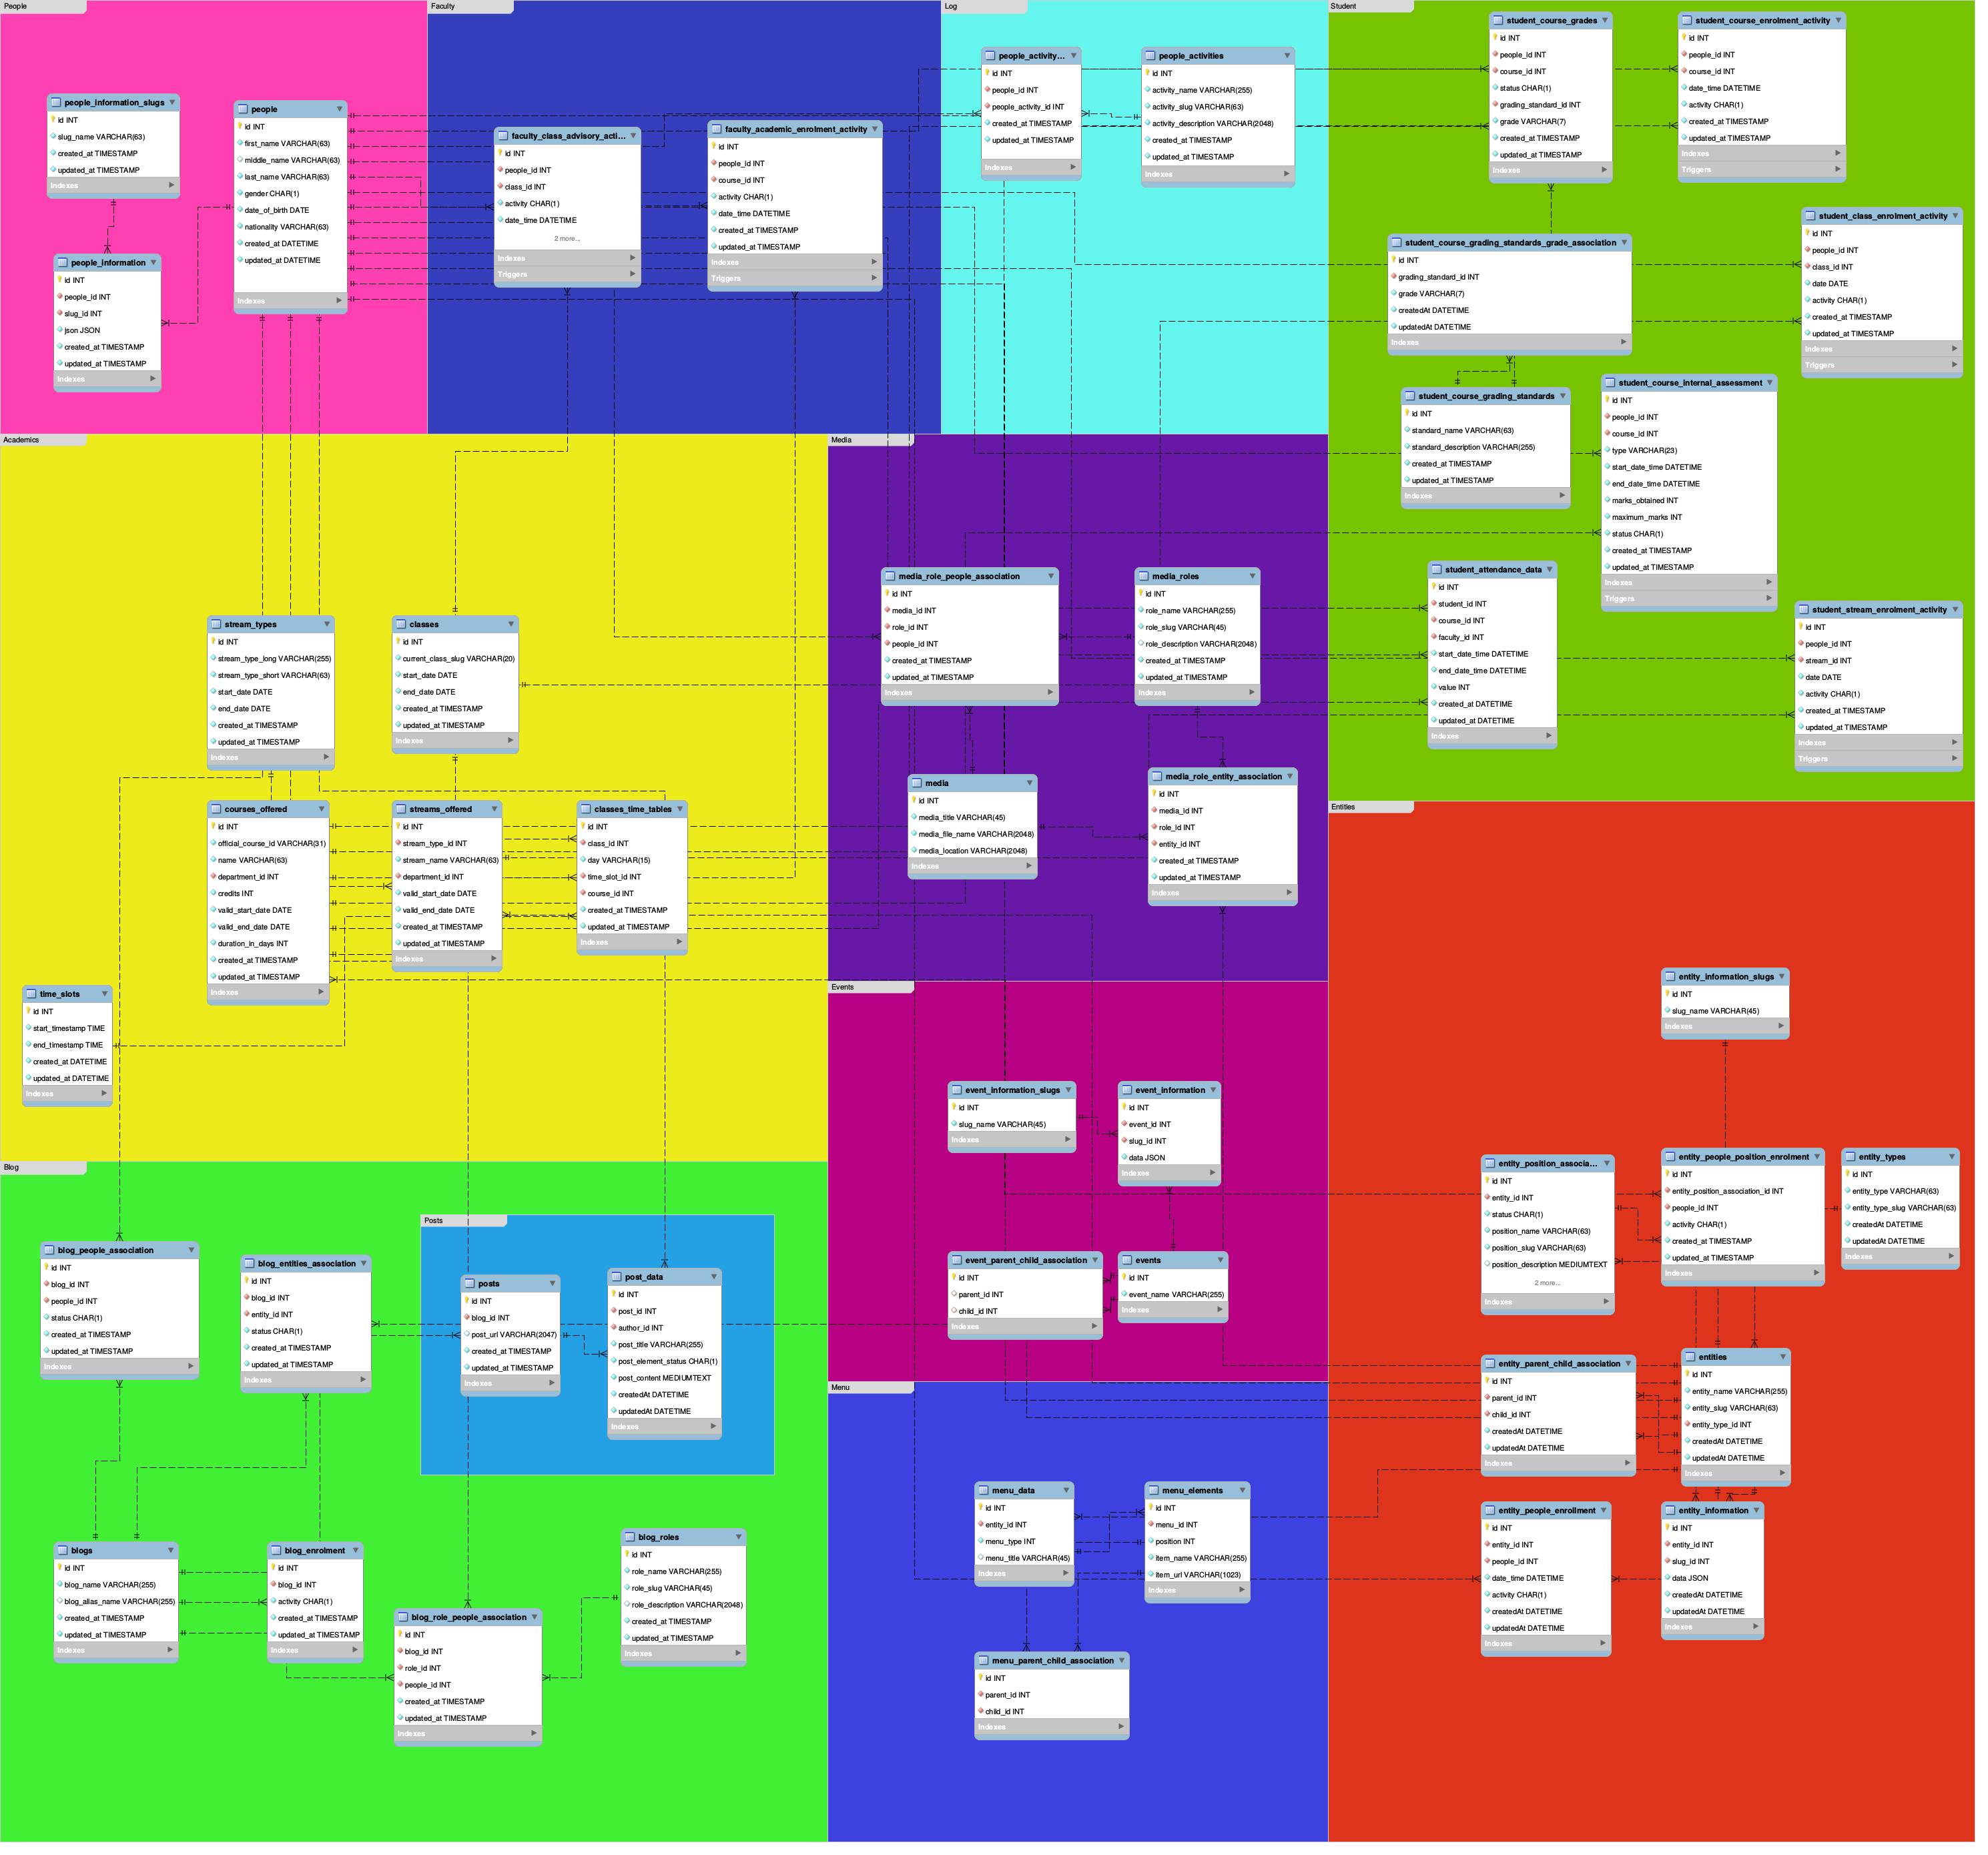 People
people_information_slugs
id INT
slug_name VARCHAR(63)
created_at TIMESTAMP
updated_at TIMESTAMP
Indexes
people
id INT
first_name VARCHAR(63)
middle_name VARCHAR(63)
last_name VARCHAR(63)
gender CHAR(1)
date_of_birth DATE
nationality VARCHAR(63)
created_at DATETIME
updated_at DATETIME
Indexes
people_information
id INT
people_id INT
slug_id INT
json JSON
created_at TIMESTAMP
updated_at TIMESTAMP
Indexes
Faculty
faculty_class_advisory_acti...
id INT
people_id INT
class_id INT
activity CHAR(1)
date_time DATETIME
2 more...
Indexes
Triggers
faculty_academic_enrolment_activity
id INT
people_id INT
course_id INT
activity CHAR(1)
date_time DATETIME
created_at TIMESTAMP
updated_at TIMESTAMP
Indexes
Triggers
Log
people_activity...
id INT
people_id INT
people_activity_id INT
created_at TIMESTAMP
updated_at TIMESTAMP
Indexes
people_activities
id INT
activity_name VARCHAR(255)
activity_slug VARCHAR(63)
activity_description VARCHAR(2048)
created_at TIMESTAMP
updated_at TIMESTAMP
Indexes
Student
student_course_grades
id INT
people_id INT
course_id INT
status CHAR(1)
grading_standard_id INT
grade VARCHAR(7)
created_at TIMESTAMP
updated_at TIMESTAMP
Indexes
student_course_enrolment_activity
id INT
people_id INT
course_id INT
date_time DATETIME
activity CHAR(1)
created_at TIMESTAMP
updated_at TIMESTAMP
Indexes
Triggers
student_class_enrolment_activity
id INT
people_id INT
class_id INT
date DATE
activity CHAR(1)
created_at TIMESTAMP
updated_at TIMESTAMP
Indexes
Triggers
student_course_grading_standards_grade_association
id INT
grading_standard_id INT
grade VARCHAR(7)
createdAt DATETIME
updatedAt DATETIME
Indexes
student_course_grading_standards
id INT
standard_name VARCHAR(63)
standard_description VARCHAR(255)
created_at TIMESTAMP
updated_at TIMESTAMP
Indexes
student_course_internal_assessment
id INT
people_id INT
course_id INT
type VARCHAR(23)
start_date_time DATETIME
end_date_time DATETIME
marks_obtained INT
maximum_marks INT
status CHAR(1)
created_at TIMESTAMP
updated_at TIMESTAMP
Indexes
Triggers
student_attendance_data
id INT
student_id INT
course_id INT
faculty_id INT
start_date_time DATETIME
end_date_time DATETIME
value INT
created_at DATETIME
updated_at DATETIME
Indexes
student_stream_enrolment_activity
id INT
people_id INT
stream_id INT
date DATE
activity CHAR(1)
created_at TIMESTAMP
updated_at TIMESTAMP
Indexes
Triggers
Academics
stream_types
id INT
stream_type_long VARCHAR(255)
stream_type_short VARCHAR(63)
start_date DATE
end_date DATE
created_at TIMESTAMP
updated_at TIMESTAMP
Indexes
classes
id INT
current_class_slug VARCHAR(20)
start_date DATE
end_date DATE
created_at TIMESTAMP
updated_at TIMESTAMP
Indexes
courses_offered
id INT
official_course_id VARCHAR(31)
name VARCHAR(63)
department_id INT
credits INT
valid_start_date DATE
valid_end_date DATE
duration_in_days INT
created_at TIMESTAMP
updated_at TIMESTAMP
Indexes
streams_offered
id INT
stream_type_id INT
stream_name VARCHAR(63)
department_id INT
valid_start_date DATE
valid_end_date DATE
created_at TIMESTAMP
updated_at TIMESTAMP
Indexes
classes_time_tables
id INT
class_id INT
day VARCHAR(15)
time_slot_id INT
course_id INT
created_at TIMESTAMP
updated_at TIMESTAMP
Indexes
time_slots
id INT
start_timestamp TIME
end_timestamp TIME
created_at DATETIME
updated_at DATETIME
Indexes
Media
media_role_people_association
id INT
media_id INT
role_id INT
people_id INT
created_at TIMESTAMP
updated_at TIMESTAMP
Indexes
media_roles
id INT
role_name VARCHAR(255)
role_slug VARCHAR(45)
role_description VARCHAR(2048)
created_at TIMESTAMP
updated_at TIMESTAMP
Indexes
media
id INT
media_title VARCHAR(45)
media_file_name VARCHAR(2048)
media_location VARCHAR(2048)
Indexes
media_role_entity_association
id INT
media_id INT
role_id INT
entity_id INT
created_at TIMESTAMP
updated_at TIMESTAMP
Indexes
Events
event_information_slugs
id INT
slug_name VARCHAR(45)
Indexes
event_information
id INT
event_id INT
slug_id INT
data JSON
Indexes
event_parent_child_association
id INT
parent_id INT
child_id INT
Indexes
events
id INT
event_name VARCHAR(255)
Indexes
Entities
entity_information_slugs
id INT
slug_name VARCHAR(45)
Indexes
entity_position_associa...
id INT
entity_id INT
status CHAR(1)
position_name VARCHAR(63)
position_slug VARCHAR(63)
position_description MEDIUMTEXT
2 more...
Indexes
entity_people_position_enrolment
id INT
entity_position_association_id INT
people_id INT
activity CHAR(1)
created_at TIMESTAMP
updated_at TIMESTAMP
Indexes
entity_types
id INT
entity_type VARCHAR(63)
entity_type_slug VARCHAR(63)
createdAt DATETIME
updatedAt DATETIME
Indexes
entity_parent_child_association
id INT
parent_id INT
child_id INT
createdAt DATETIME
updatedAt DATETIME
Indexes
entities
id INT
entity_name VARCHAR(255)
entity_slug VARCHAR(63)
entity_type_id INT
createdAt DATETIME
updatedAt DATETIME
Indexes
entity_people_enrollment
id INT
entity_id INT
people_id INT
date_time DATETIME
activity CHAR(1)
createdAt DATETIME
updatedAt DATETIME
Indexes
entity_information
id INT
entity_id INT
slug_id INT
data JSON
createdAt DATETIME
updatedAt DATETIME
Indexes
Blog
blog_people_association
id INT
blog_id INT
people_id INT
status CHAR(1)
created_at TIMESTAMP
updated_at TIMESTAMP
Indexes
blog_entities_association
id INT
blog_id INT
entity_id INT
status CHAR(1)
created_at TIMESTAMP
updated_at TIMESTAMP
Indexes
Posts
posts
id INT
blog_id INT
post_url VARCHAR(2047)
created_at TIMESTAMP
updated_at TIMESTAMP
Indexes
post_data
id INT
post_id INT
author_id INT
post_title VARCHAR(255)
post_element_status CHAR(1)
post_content MEDIUMTEXT
createdAt DATETIME
updatedAt DATETIME
Indexes
blogs
id INT
blog_name VARCHAR(255)
blog_alias_name VARCHAR(255)
created_at TIMESTAMP
updated_at TIMESTAMP
Indexes
blog_enrolment
id INT
blog_id INT
activity CHAR(1)
created_at TIMESTAMP
updated_at TIMESTAMP
Indexes
blog_role_people_association
id INT
blog_id INT
role_id INT
people_id INT
created_at TIMESTAMP
updated_at TIMESTAMP
Indexes
blog_roles
id INT
role_name VARCHAR(255)
role_slug VARCHAR(45)
role_description VARCHAR(2048)
created_at TIMESTAMP
updated_at TIMESTAMP
Indexes
Menu
menu_data
id INT
entity_id INT
menu_type INT
menu_title VARCHAR(45)
Indexes
menu_elements
id INT
menu_id INT
position INT
item_name VARCHAR(255)
item_url VARCHAR(1023)
Indexes
menu_parent_child_association
id INT
parent_id INT
child_id INT
Indexes